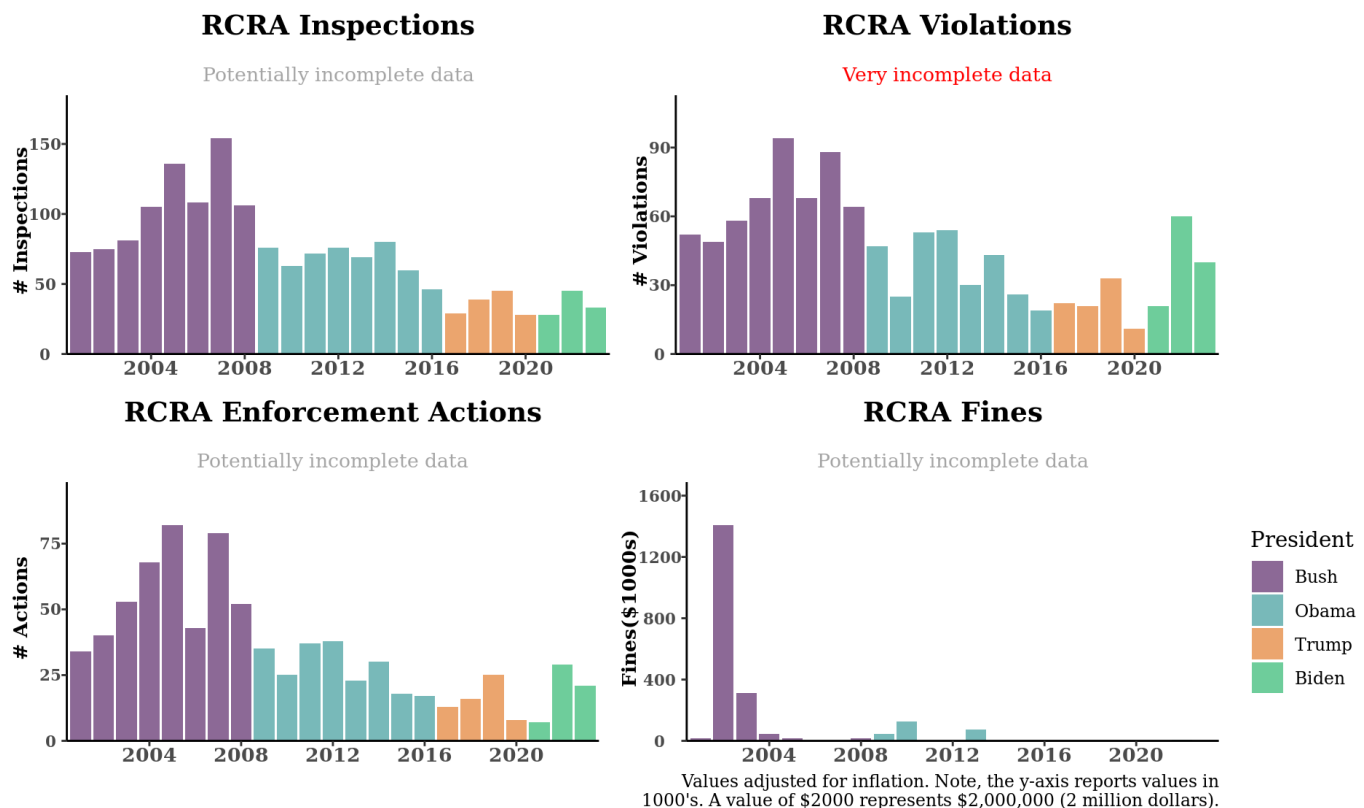 RCRA Inspections
Potentially incomplete data
# Inspections
150
100
50
0
2004 2008 2012 2016 2020
RCRA Violations
Very incomplete data
# Violations
90
60
30
0
2004 2008 2012 2016 2020
RCRA Enforcement Actions
Potentially incomplete data
# Actions
75
50
25
0
2004 2008 2012 2016 2020
RCRA Fines
Potentially incomplete data
Fines($1000s)
1600
1200
800
400
0
2004 2008 2012 2016 2020
President
Bush
Obama
Trump
Biden
Values adjusted for inflation. Note, the y-axis reports values in
1000's. A value of $2000 represents $2,000,000 (2 million dollars).